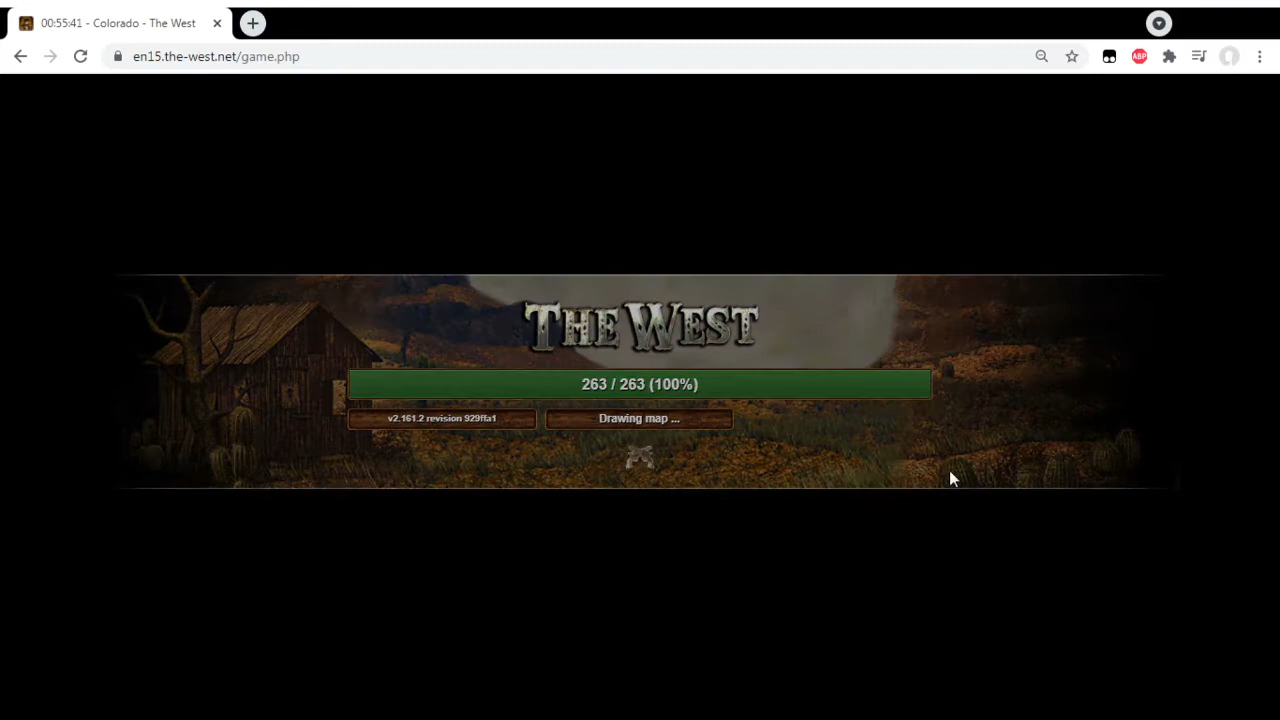 00:55:41 - Colorado - The West
en15.the-west.net/game.php
ABP
THE WEST
263 / 263 (100%)
v2.161.2 revision 929ffa1
Drawing map ...